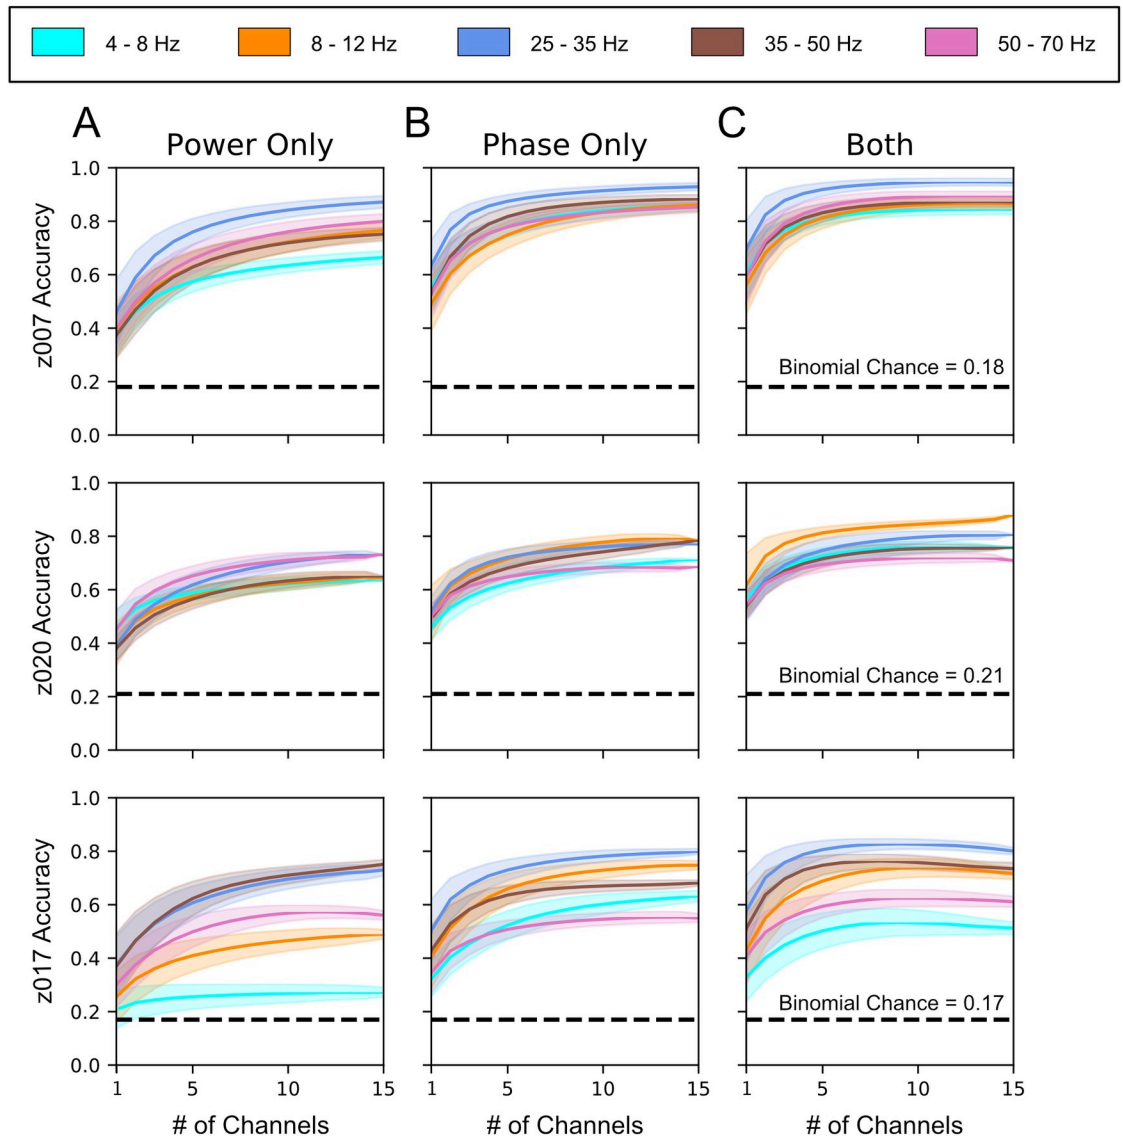 4 - 8 Hz 8 - 12 Hz 25 - 35 Hz 35 - 50 Hz 50 - 70 Hz
A B C
Power Only Phase Only Both
z007 Accuracy
1.0
0.8
0.6
0.4
0.2
0.0
Binomial Chance = 0.18
z020 Accuracy
1.0
0.8
0.6
0.4
0.2
0.0
Binomial Chance = 0.21
z017 Accuracy
1.0
0.8
0.6
0.4
0.2
0.0
Binomial Chance = 0.17
1 5 10 15 1 5 10 15 1 5 10 15
# of Channels # of Channels # of Channels